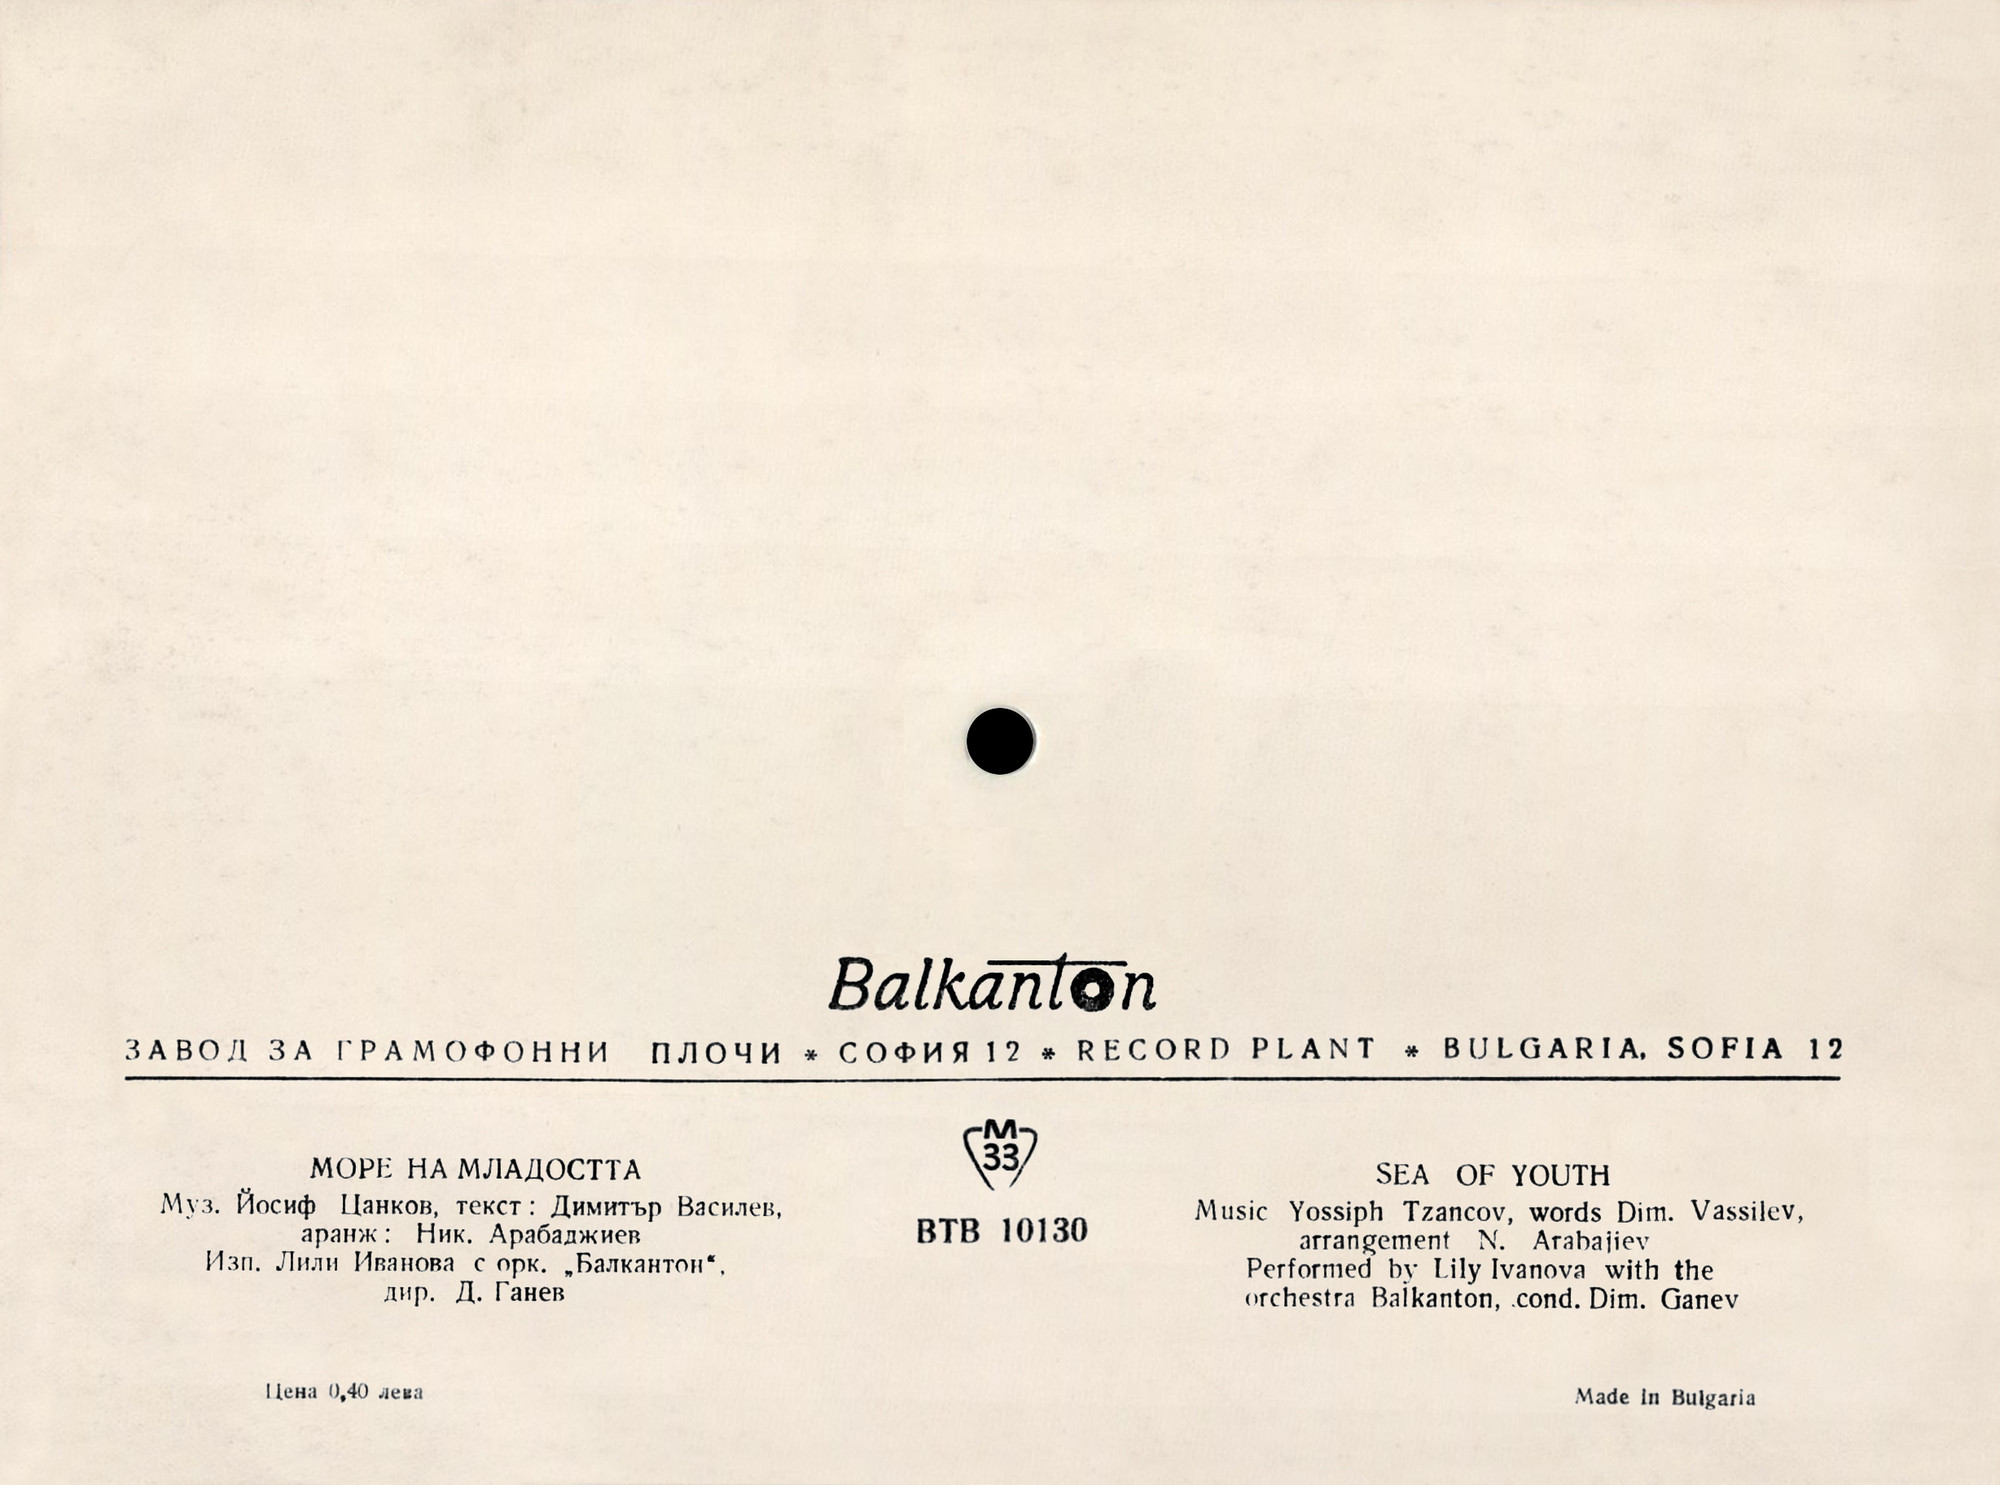 Balkanton
ЗАВОД ЗА ГРАМОФОННИ ПЛОЧИ * СОФИЯ 12 * RECORD PLANT * BULGARIA, SOFIA 12
МОРЕ НА МЛАДОСТТА
Муз. Йосиф Цанков, текст: Димитър Василев,
аранж: Ник. Арабаджиев
Изп. Лили Иванова с орк. „Балкантон“,
дир. Д. Ганев
Цена 0,40 лева
М
33
ВТВ 10130
SEA OF YOUTH
Music Yossiph Tzancov, words Dim. Vassilev,
arrangement N. Arabajiev
Performed by Lily Ivanova with the
orchestra Balkanton, cond. Dim. Ganev
Made in Bulgaria